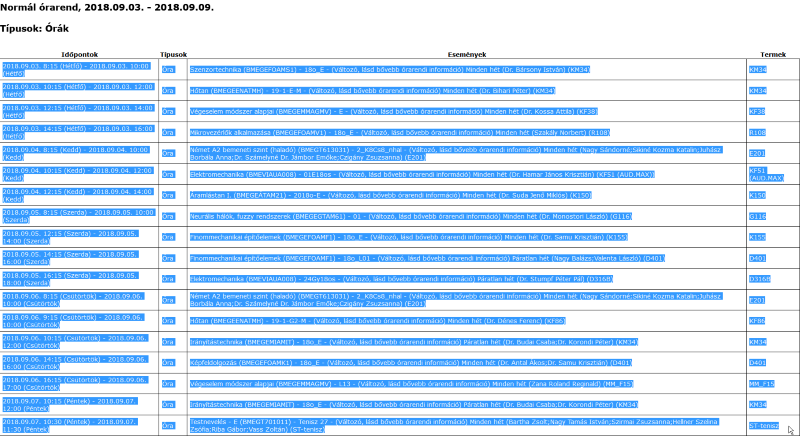 Normál órarend, 2018.09.03. - 2018.09.09.
Típusok: Órák
Időpontok Típusok Események Termek
2018.09.03. 8:15 (Hétfő) - 2018.09.03. 10:00 (Hétfő) Óra Szenzortechnika (BMEGEFOAMS1) - 18o_E - (Változó, lásd bővebb órarendi információ) Minden hét (Dr. Bársony István) (KM34) KM34
2018.09.03. 10:15 (Hétfő) - 2018.09.03. 12:00 (Hétfő) Óra Hőtan (BMEGEENATMH) - 19-1-E-M - (Változó, lásd bővebb órarendi információ) Minden hét (Dr. Bihari Péter) (KM34) KM34
2018.09.03. 12:15 (Hétfő) - 2018.09.03. 14:00 (Hétfő) Óra Végeselem módszer alapjai (BMEGEMMAGMV) - E - (Változó, lásd bővebb órarendi információ) Minden hét (Dr. Kossa Attila) (KF38) KF38
2018.09.03. 14:15 (Hétfő) - 2018.09.03. 16:00 (Hétfő) Óra Mikrovezérlők alkalmazása (BMEGEFOAMV1) - 18o_E - (Változó, lásd bővebb órarendi információ) Minden hét (Szakály Norbert) (R108) R108
2018.09.04. 8:15 (Kedd) - 2018.09.04. 10:00 (Kedd) Óra Német A2 bemeneti szint (haladó) (BMEGT613031) - 2_K8Cs8_nhal - (Változó, lásd bővebb órarendi információ) Minden hét (Nagy Sándorné;Sikiné Kozma Katalin;Juhász Borbála Anna;Dr. Számelyné Dr. Jámbor Emőke;Czigány Zsuzsanna) (E201) E201
2018.09.04. 10:15 (Kedd) - 2018.09.04. 12:00 (Kedd) Óra Elektromechanika (BMEVIAUA008) - 01E18os - (Változó, lásd bővebb órarendi információ) Minden hét (Dr. Hamar János Krisztián) (KF51 (AUD.MAX)) KF51 (AUD.MAX)
2018.09.04. 12:15 (Kedd) - 2018.09.04. 14:00 (Kedd) Óra Áramlástan 1. (BMEGEÁTAM21) - 2018o-E - (Változó, lásd bővebb órarendi információ) Minden hét (Dr. Suda Jenő Miklós) (K150) K150
2018.09.05. 8:15 (Szerda) - 2018.09.05. 10:00 (Szerda) Óra Neurális hálók, fuzzy rendszerek (BMEGEGTAM61) - 01 - (Változó, lásd bővebb órarendi információ) Minden hét (Dr. Monostori László) (G116) G116
2018.09.05. 12:15 (Szerda) - 2018.09.05. 14:00 (Szerda) Óra Finommechanikai építőelemek (BMEGEFOAMF1) - 18o_E - (Változó, lásd bővebb órarendi információ) Minden hét (Dr. Samu Krisztián) (K155) K155
2018.09.05. 14:15 (Szerda) - 2018.09.05. 16:00 (Szerda) Óra Finommechanikai építőelemek (BMEGEFOAMF1) - 18o_L01 - (Változó, lásd bővebb órarendi információ) Páratlan hét (Nagy Balázs;Valenta László) (D401) D401
2018.09.05. 16:15 (Szerda) - 2018.09.05. 18:00 (Szerda) Óra Elektromechanika (BMEVIAUA008) - 24Gy18os - (Változó, lásd bővebb órarendi információ) Páratlan hét (Dr. Stumpf Péter Pál) (D316B) D316B
2018.09.06. 8:15 (Csütörtök) - 2018.09.06. 10:00 (Csütörtök) Óra Német A2 bemeneti szint (haladó) (BMEGT613031) - 2_K8Cs8_nhal - (Változó, lásd bővebb órarendi információ) Minden hét (Nagy Sándorné;Sikiné Kozma Katalin;Juhász Borbála Anna;Dr. Számelyné Dr. Jámbor Emőke;Czigány Zsuzsanna) (E201) E201
2018.09.06. 9:15 (Csütörtök) - 2018.09.06. 10:00 (Csütörtök) Óra Hőtan (BMEGEENATMH) - 19-1-G2-M - (Változó, lásd bővebb órarendi információ) Minden hét (Dr. Dénes Ferenc) (KF86) KF86
2018.09.06. 10:15 (Csütörtök) - 2018.09.06. 12:00 (Csütörtök) Óra Irányítástechnika (BMEGEMIAMIT) - 18o_E - (Változó, lásd bővebb órarendi információ) Páratlan hét (Dr. Budai Csaba;Dr. Korondi Péter) (KM34) KM34
2018.09.06. 14:15 (Csütörtök) - 2018.09.06. 16:00 (Csütörtök) Óra Képfeldolgozás (BMEGEFOAMK1) - 18o_E - (Változó, lásd bővebb órarendi információ) Minden hét (Dr. Antal Ákos;Dr. Samu Krisztián) (D401) D401
2018.09.06. 16:15 (Csütörtök) - 2018.09.06. 17:00 (Csütörtök) Óra Végeselem módszer alapjai (BMEGEMMAGMV) - L13 - (Változó, lásd bővebb órarendi információ) Minden hét (Zana Roland Reginald) (MM_F15) MM_F15
2018.09.07. 10:15 (Péntek) - 2018.09.07. 12:00 (Péntek) Óra Irányítástechnika (BMEGEMIAMIT) - 18o_E - (Változó, lásd bővebb órarendi információ) Páratlan hét (Dr. Budai Csaba;Dr. Korondi Péter) (KM34) KM34
2018.09.07. 10:30 (Péntek) - 2018.09.07. 11:30 (Péntek) Óra Testnevelés - E (BMEGT701011) - Tenisz 27 - (Változó, lásd bővebb órarendi információ) Minden hét (Bartha Zsolt;Nagy Tamás István;Szirmai Zsuzsanna;Hellner Szelina Zsófia;Riba Gábor;Vass Zoltán) (ST-tenisz) ST-tenisz